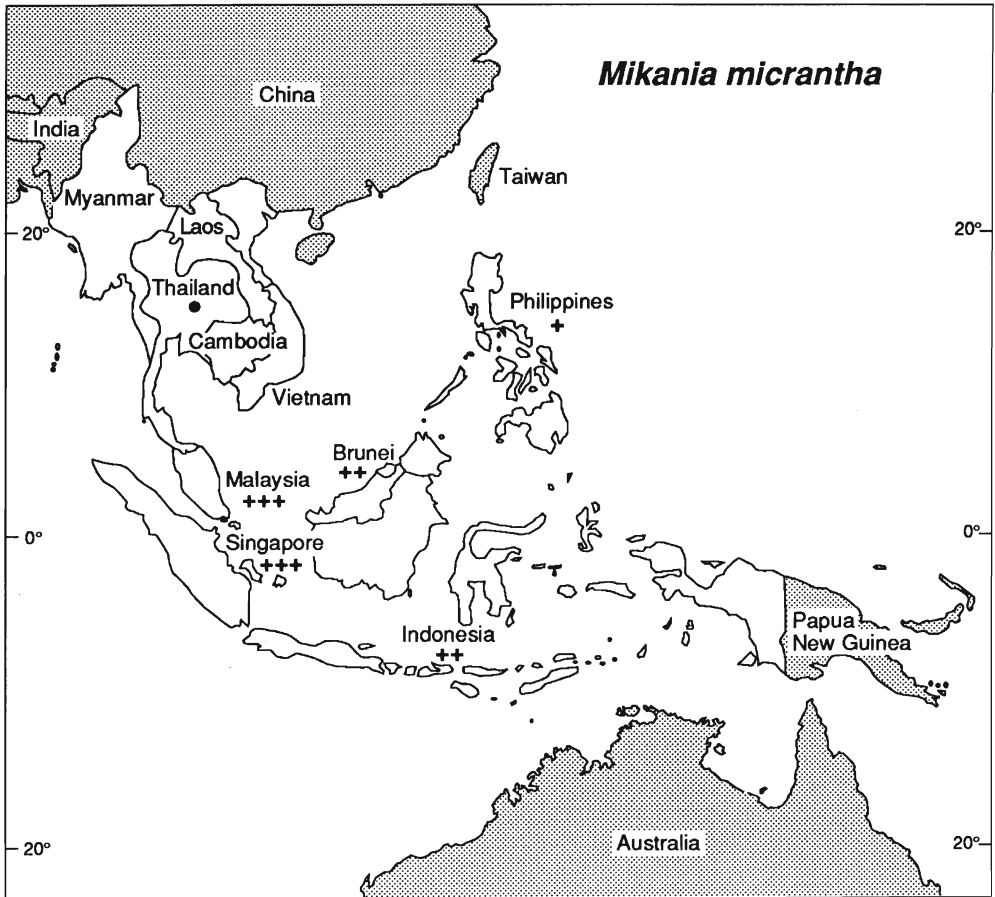 Mikania micrantha
China
India
Taiwan
Myanmar
Laos
20°
20°
Thailand
●
Philippines
+
Cambodia
Vietnam
Brunei
++
Malaysia
+++
0°
0°
Singapore
+++
Papua
New Guinea
Indonesia
++
Australia
20°
20°